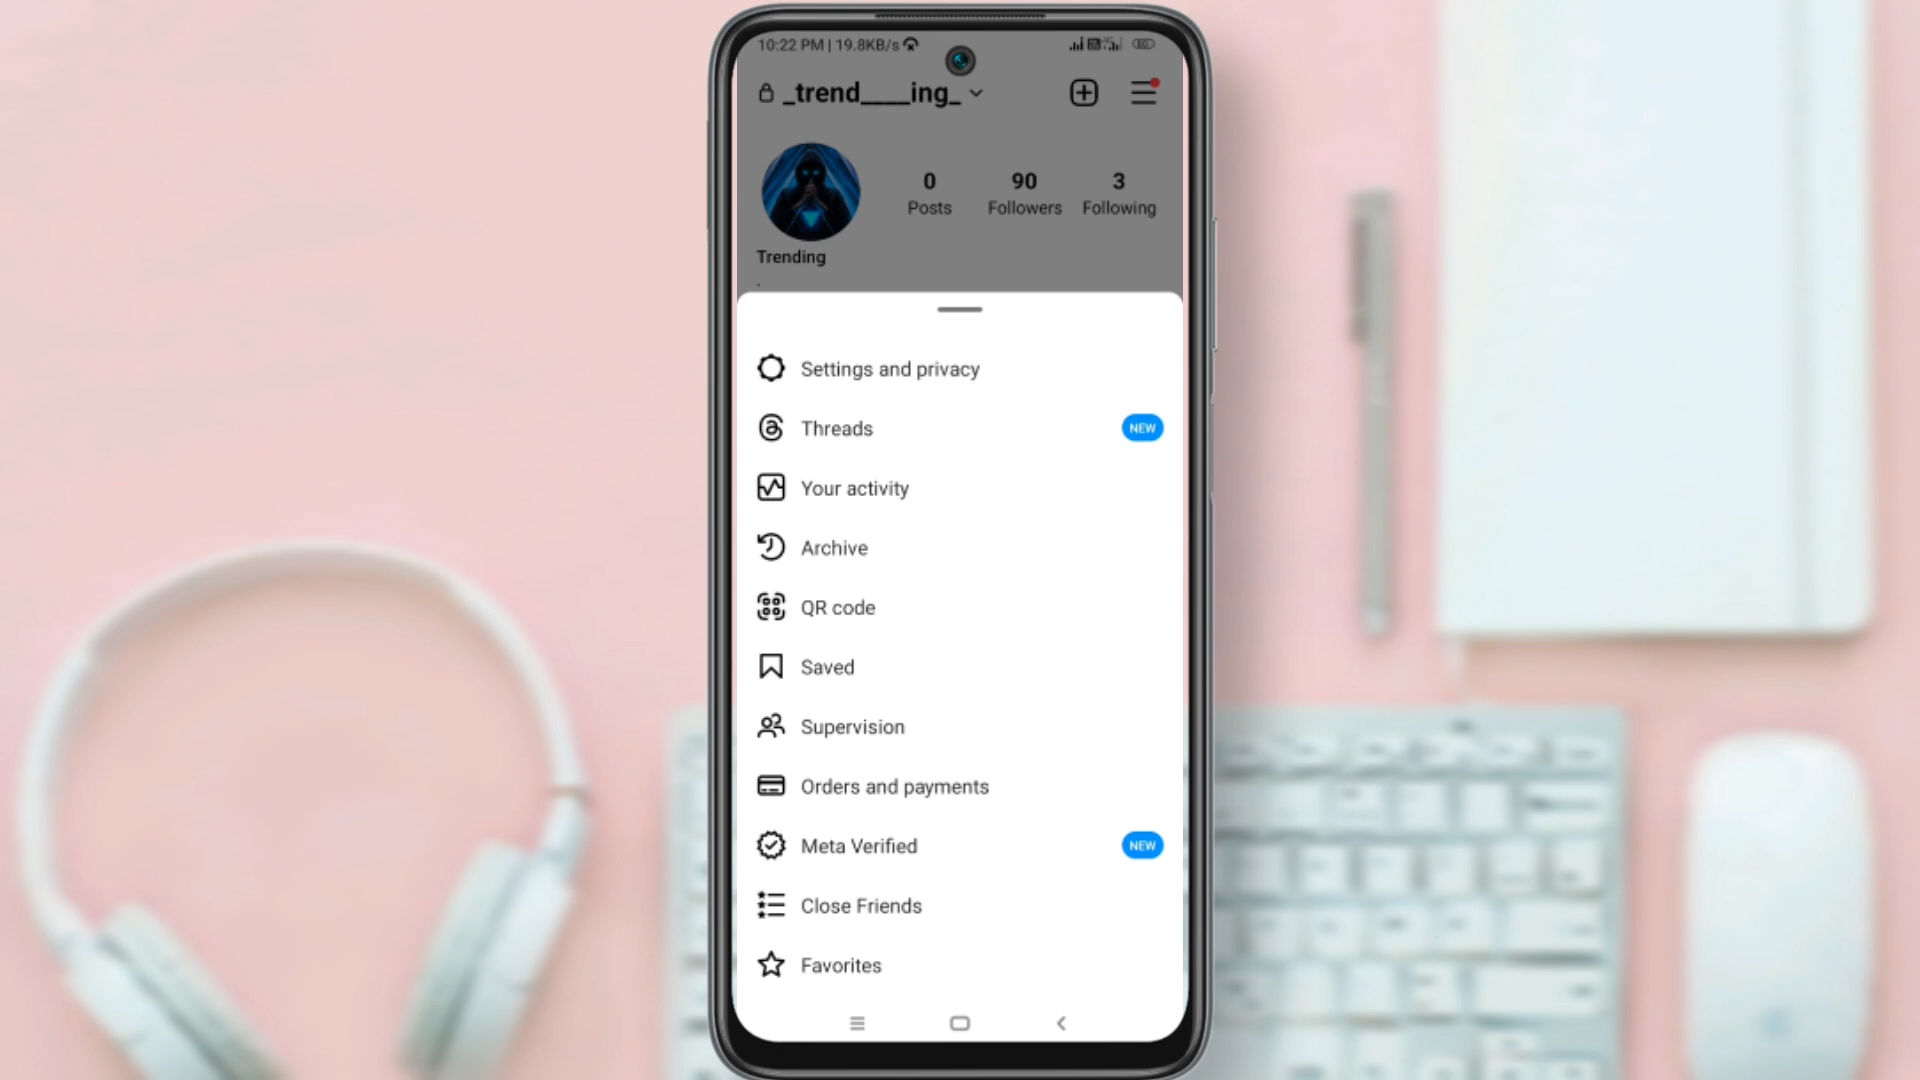 10:22 PM | 19.8KB/s
_trend____ing_
0 90 3
Posts Followers Following
Trending
.
Settings and privacy
Threads NEW
Your activity
Archive
QR code
Saved
Supervision
Orders and payments
Meta Verified NEW
Close Friends
Favorites